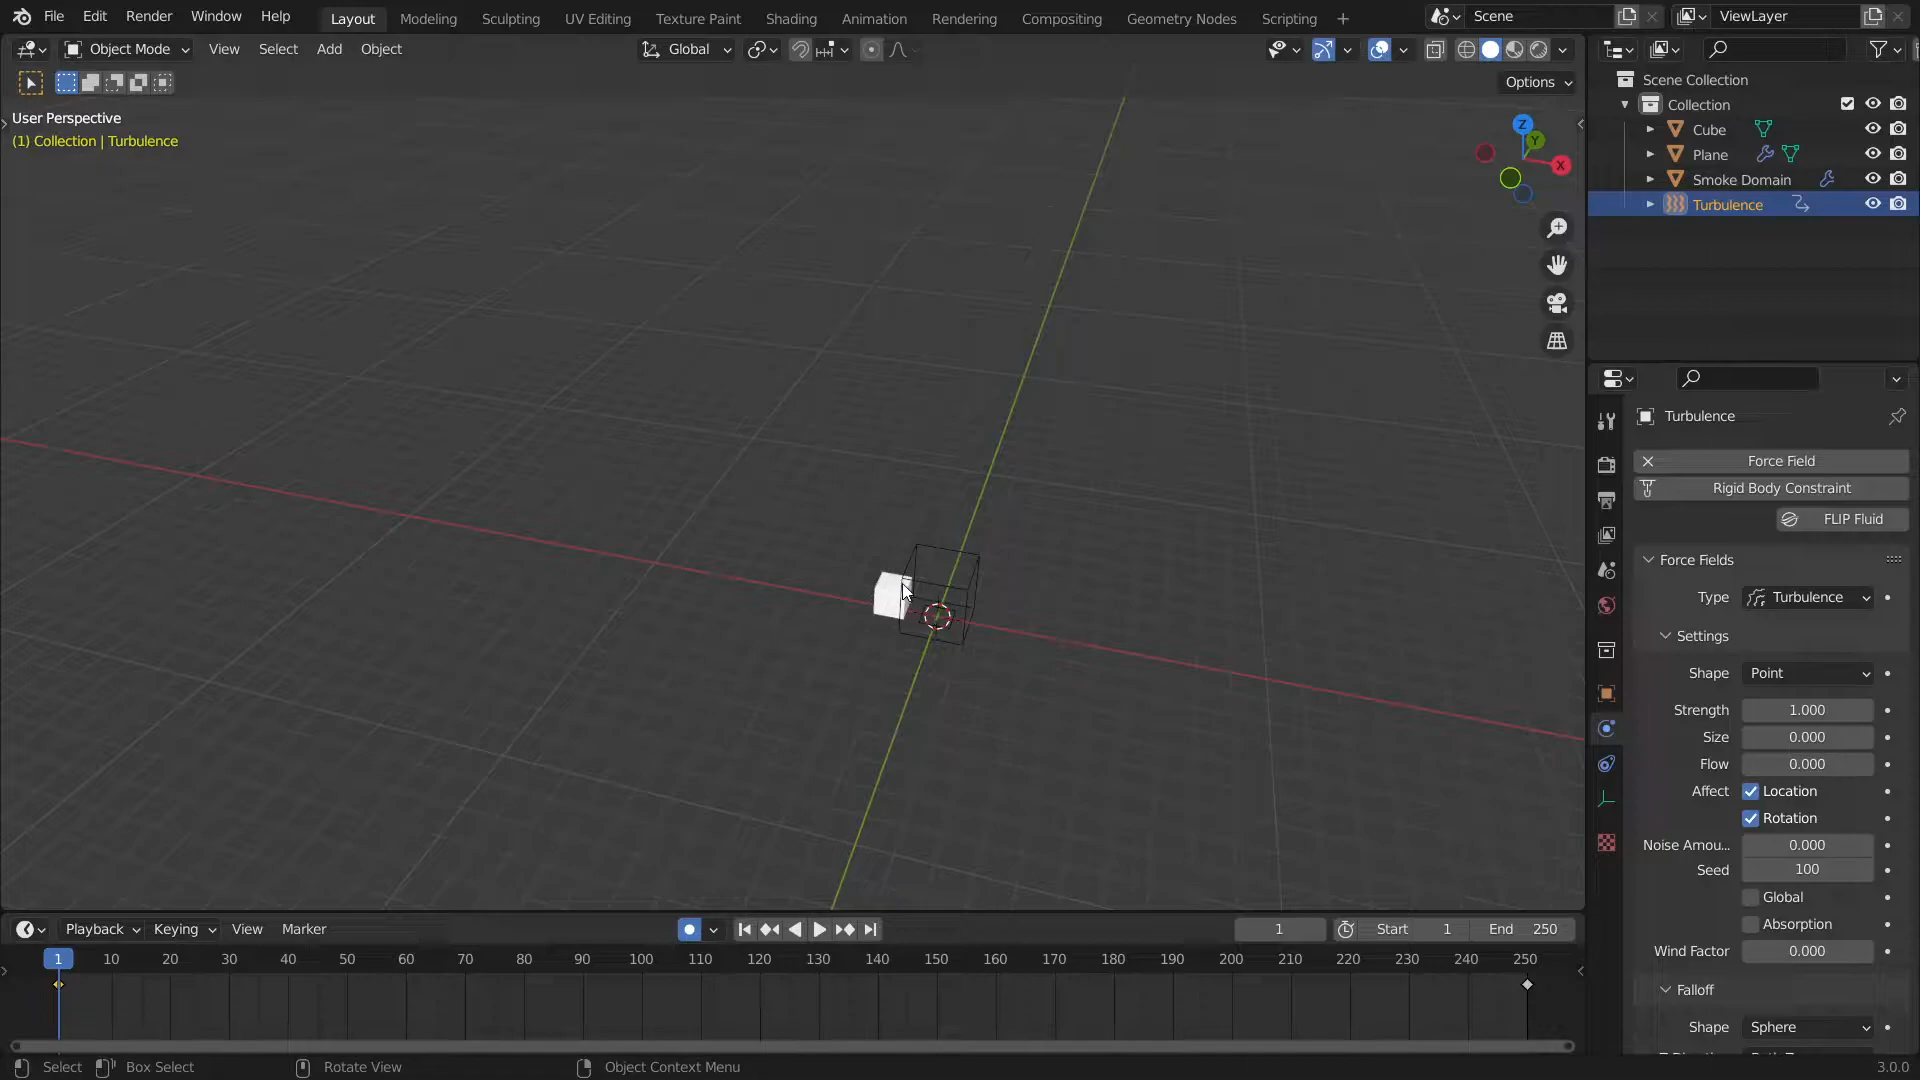 File Edit Render Window Help Layout Modeling Sculpting UV Editing Texture Paint Shading Animation Rendering Compositing Geometry Nodes Scripting + Scene ViewLayer
Object Mode View Select Add Object Global
Options
User Perspective
(1) Collection | Turbulence
Z
Y
X
Scene Collection
Collection
Cube
Plane
Smoke Domain
Turbulence
Turbulence
Force Field
Rigid Body Constraint
FLIP Fluid
Force Fields
Type Turbulence
Settings
Shape Point
Strength 1.000
Size 0.000
Flow 0.000
Affect Location
Rotation
Noise Amou... 0.000
Seed 100
Global
Absorption
Wind Factor 0.000
Falloff
Shape Sphere
Playback Keying View Marker 1 Start 1 End 250
1 10 20 30 40 50 60 70 80 90 100 110 120 130 140 150 160 170 180 190 200 210 220 230 240 250
Select Box Select Rotate View Object Context Menu 3.0.0